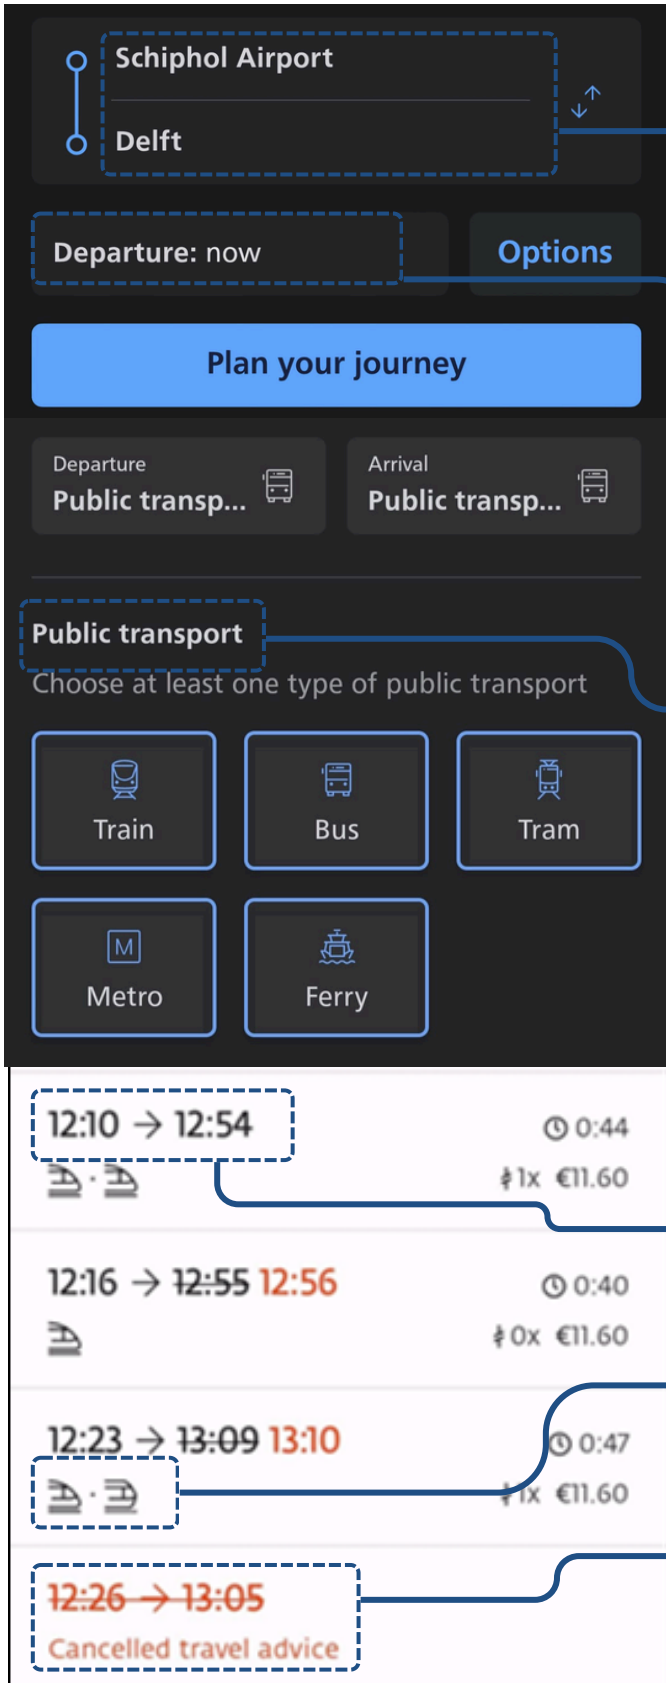 Schiphol Airport
Delft
Departure: now
Options
Plan your journey
Departure
Public transp...
Arrival
Public transp...
Public transport
Choose at least one type of public transport
Train
Bus
Tram
M
Metro
Ferry
12:10 → 12:54
0:44
1x €11.60
12:16 → 12:55 12:56
0:40
0x €11.60
12:23 → 13:09 13:10
0:47
1x €11.60
12:26 → 13:05
Cancelled travel advice